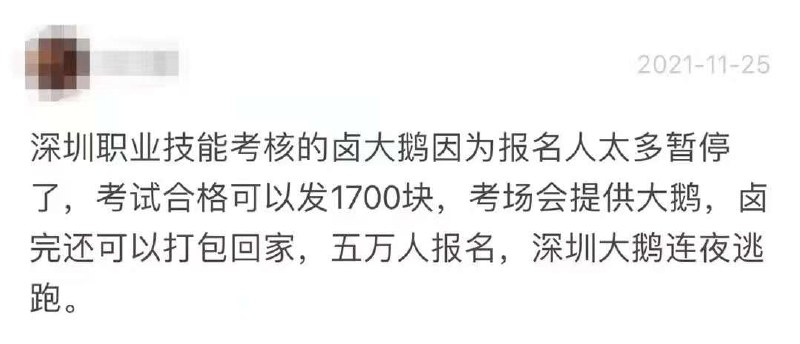 2021-11-25
深圳职业技能考核的卤大鹅因为报名人太多暂停
了，考试合格可以发1700块，考场会提供大鹅，卤
完还可以打包回家，五万人报名，深圳大鹅连夜逃
跑。